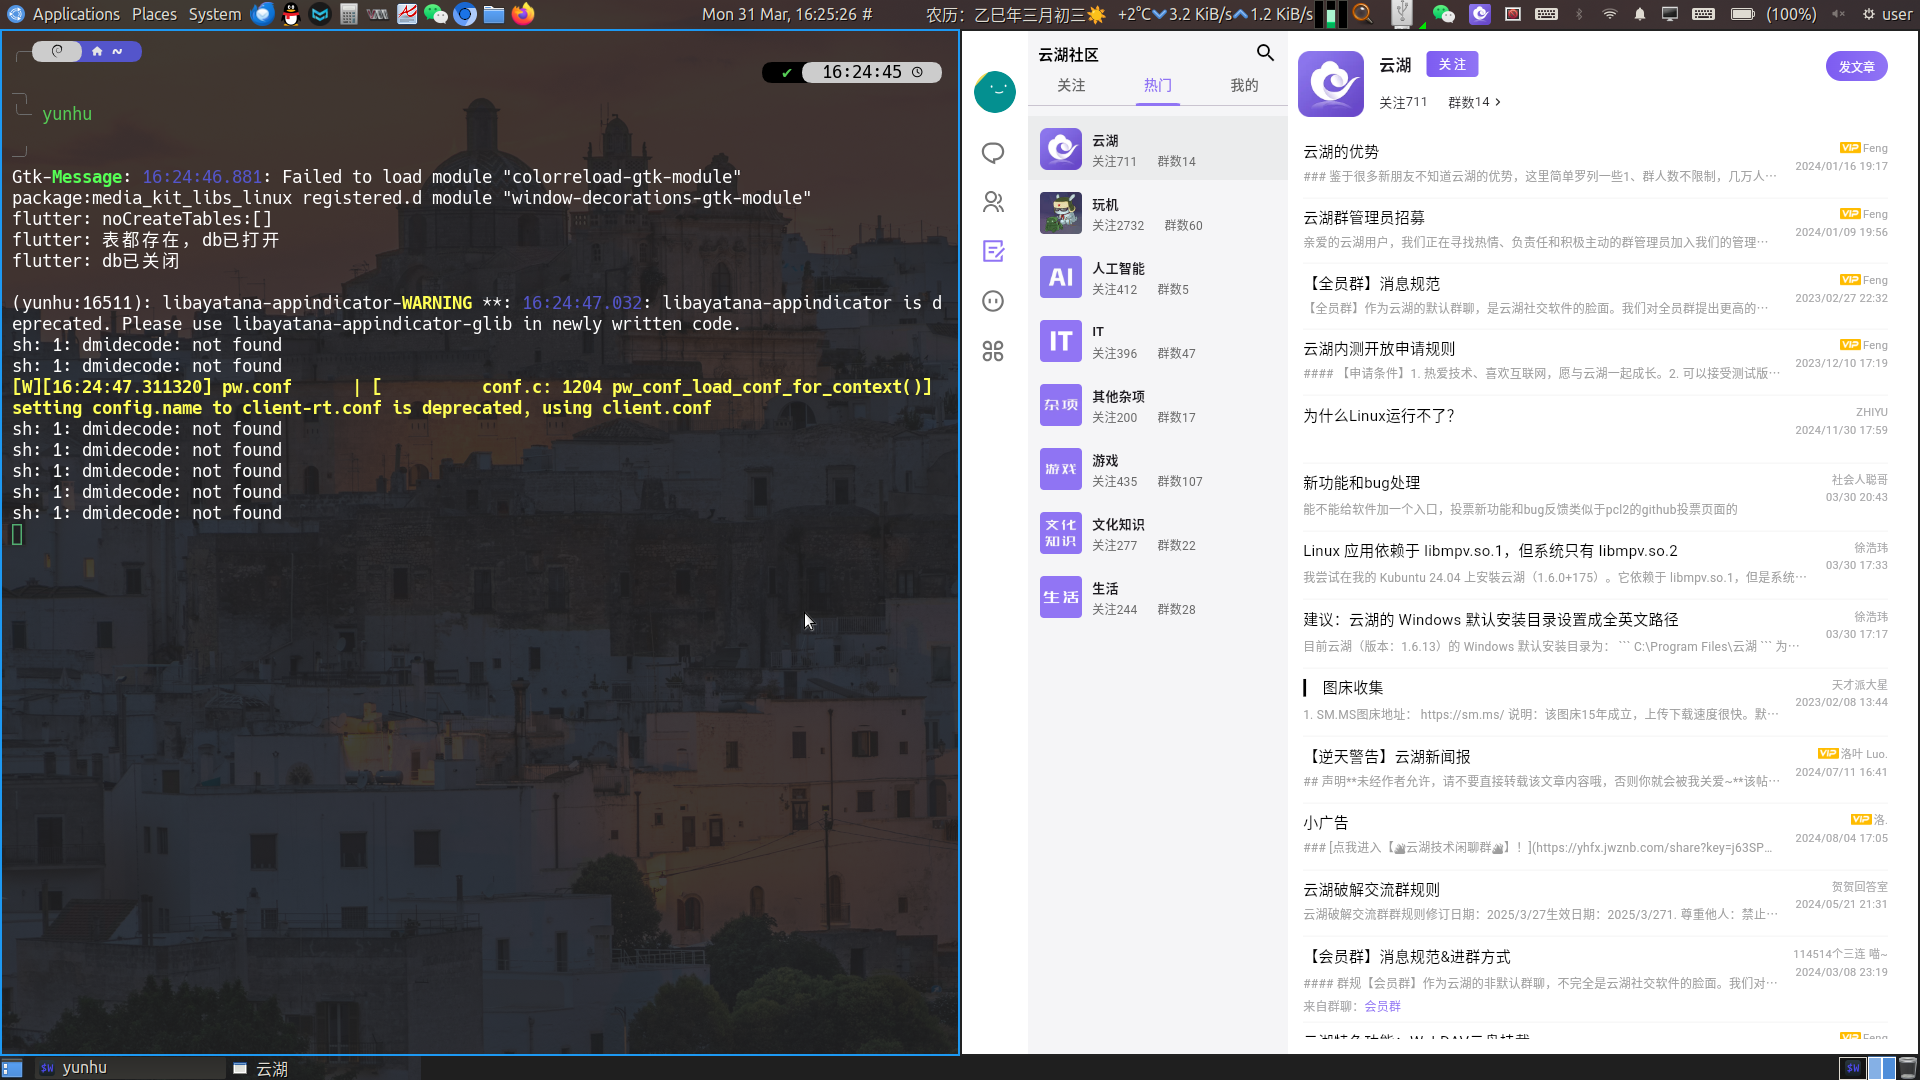 Applications Places System
Mon 31 Mar, 16:25:26 #
农历：乙巳年三月初三 +2°C 3.2 KiB/s 1.2 KiB/s
(100%) user
~
✔ 16:24:45
yunhu
Gtk-Message: 16:24:46.881: Failed to load module "colorreload-gtk-module"
package:media_kit_libs_linux registered.d module "window-decorations-gtk-module"
flutter: noCreateTables:[]
flutter: 表都存在，db已打开
flutter: db已关闭
(yunhu:16511): libayatana-appindicator-WARNING **: 16:24:47.032: libayatana-appindicator is d
eprecated. Please use libayatana-appindicator-glib in newly written code.
sh: 1: dmidecode: not found
sh: 1: dmidecode: not found
[W][16:24:47.311320] pw.conf      | [          conf.c: 1204 pw_conf_load_conf_for_context()]
setting config.name to client-rt.conf is deprecated, using client.conf
sh: 1: dmidecode: not found
sh: 1: dmidecode: not found
sh: 1: dmidecode: not found
sh: 1: dmidecode: not found
sh: 1: dmidecode: not found
云湖社区
关注 热门 我的
云湖
关注711 群数14
玩机
关注2732 群数60
AI
人工智能
关注412 群数5
IT
IT
关注396 群数47
杂项
其他杂项
关注200 群数17
游戏
游戏
关注435 群数107
文化
知识
文化知识
关注277 群数22
生活
生活
关注244 群数28
云湖 关注
关注711 群数14 >
发文章
云湖的优势
VIP Feng
2024/01/16 19:17
### 鉴于很多新朋友不知道云湖的优势，这里简单罗列一些1、群人数不限制，几万人…
云湖群管理员招募
VIP Feng
2024/01/09 19:56
亲爱的云湖用户，我们正在寻找热情、负责任和积极主动的群管理员加入我们的管理…
【全员群】消息规范
VIP Feng
2023/02/27 22:32
【全员群】作为云湖的默认群聊，是云湖社交软件的脸面。我们对全员群提出更高的…
云湖内测开放申请规则
VIP Feng
2023/12/10 17:19
#### 【申请条件】1. 热爱技术、喜欢互联网，愿与云湖一起成长。2. 可以接受测试版…
为什么Linux运行不了？
ZHIYU
2024/11/30 17:59
新功能和bug处理
社会人聪哥
03/30 20:43
能不能给软件加一个入口，投票新功能和bug反馈类似于pcl2的github投票页面的
Linux 应用依赖于 libmpv.so.1，但系统只有 libmpv.so.2
徐浩玮
03/30 17:33
我尝试在我的 Kubuntu 24.04 上安装云湖（1.6.0+175）。它依赖于 libmpv.so.1，但是系统…
建议：云湖的 Windows 默认安装目录设置成全英文路径
徐浩玮
03/30 17:17
目前云湖（版本：1.6.13）的 Windows 默认安装目录为： ``` C:\Program Files\云湖 ``` 为…
图床收集
天才派大星
2023/02/08 13:44
1. SM.MS图床地址： https://sm.ms/ 说明：该图床15年成立，上传下载速度很快。默…
【逆天警告】云湖新闻报
VIP 洛叶 Luo.
2024/07/11 16:41
## 声明**未经作者允许，请不要直接转载该文章内容哦，否则你就会被我关爱~**该帖…
小广告
VIP 洛.
2024/08/04 17:05
### [点我进入【云湖技术闲聊群】！](https://yhfx.jwznb.com/share?key=j63SP...
云湖破解交流群规则
贺贺回答室
2024/05/21 21:31
云湖破解交流群群规则修订日期：2025/3/27生效日期：2025/3/271. 尊重他人：禁止…
【会员群】消息规范&进群方式
114514个三连 喵~
2024/03/08 23:19
#### 群规【会员群】作为云湖的非默认群聊，不完全是云湖社交软件的脸面。我们对…
来自群聊：会员群
VIP Feng
yunhu
云湖